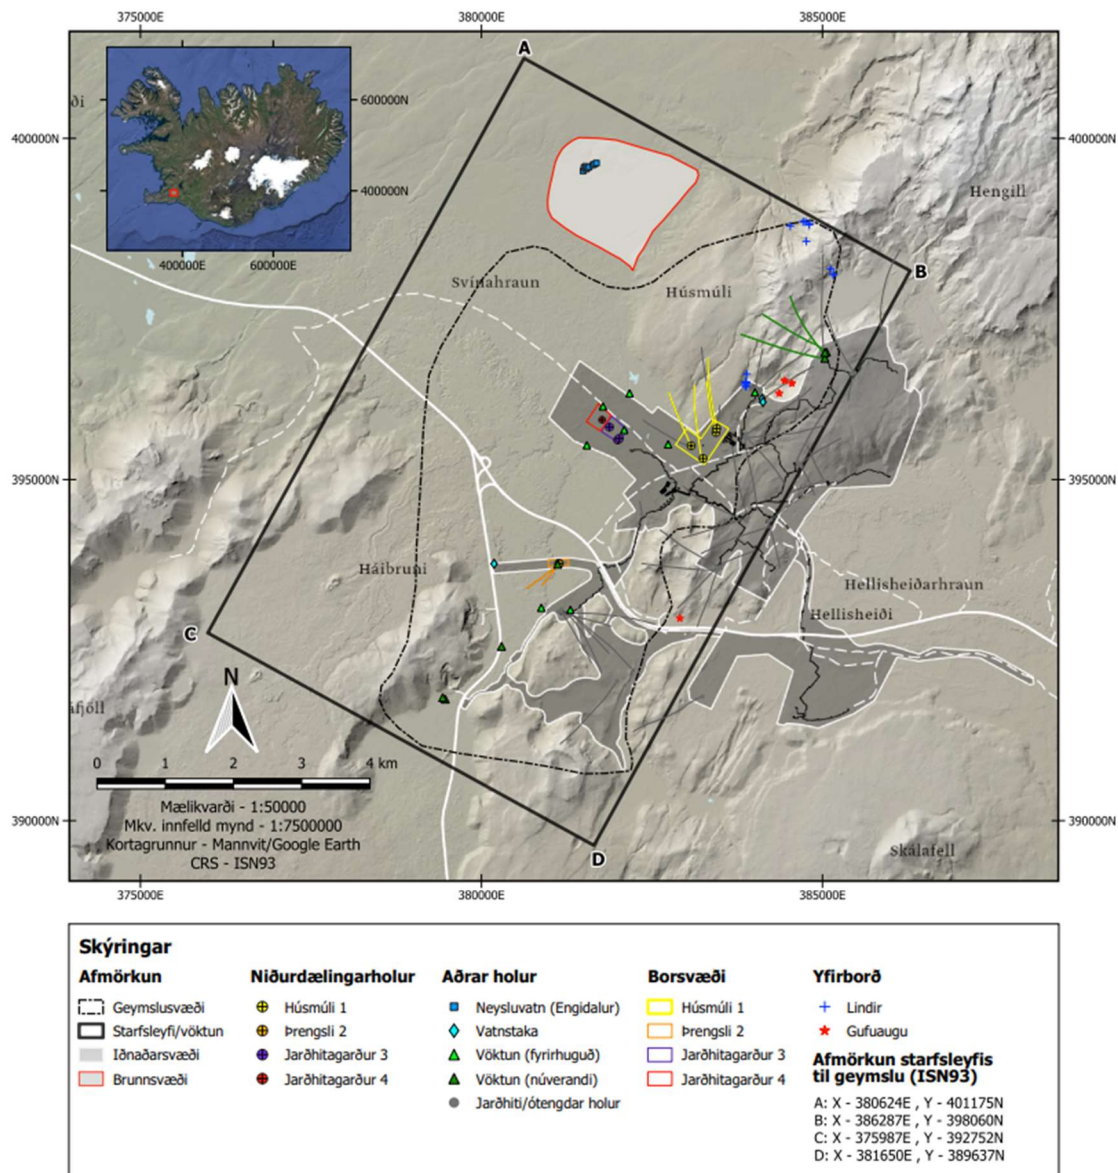 375000E
380000E
385000E
A
ði
600000N
400000N
400000N
400000N
Hengill
400000E
600000E
B
Svínahraun
Húsmúli
395000N
395000N
Háibruni
Hellisheiðarhraun
Hellisheiði
C
N
áfjöll
0 1 2 3 4 km
Mælikvarði - 1:50000
Mkv. innfelld mynd - 1:7500000
Kortagrunnur - Mannvit/Google Earth
CRS - ISN93
390000N
390000N
Skálafell
D
375000E
380000E
385000E
Skýringar
Afmörkun
Geymslusvæði
Starfsleyfi/vöktun
Iðnaðarsvæði
Brunnsvæði
Niðurdælingarholur
Húsmúli 1
Þrengsli 2
Jarðhitagarður 3
Jarðhitagarður 4
Aðrar holur
Neysluvatn (Engidalur)
Vatnstaka
Vöktun (fyrirhuguð)
Vöktun (núverandi)
Jarðhiti/ótengdar holur
Borsvæði
Húsmúli 1
Þrengsli 2
Jarðhitagarður 3
Jarðhitagarður 4
Yfirborð
Lindir
Gufuaugu
Afmörkun starfsleyfis
til geymslu (ISN93)
A: X - 380624E , Y - 401175N
B: X - 386287E , Y - 398060N
C: X - 375987E , Y - 392752N
D: X - 381650E , Y - 389637N